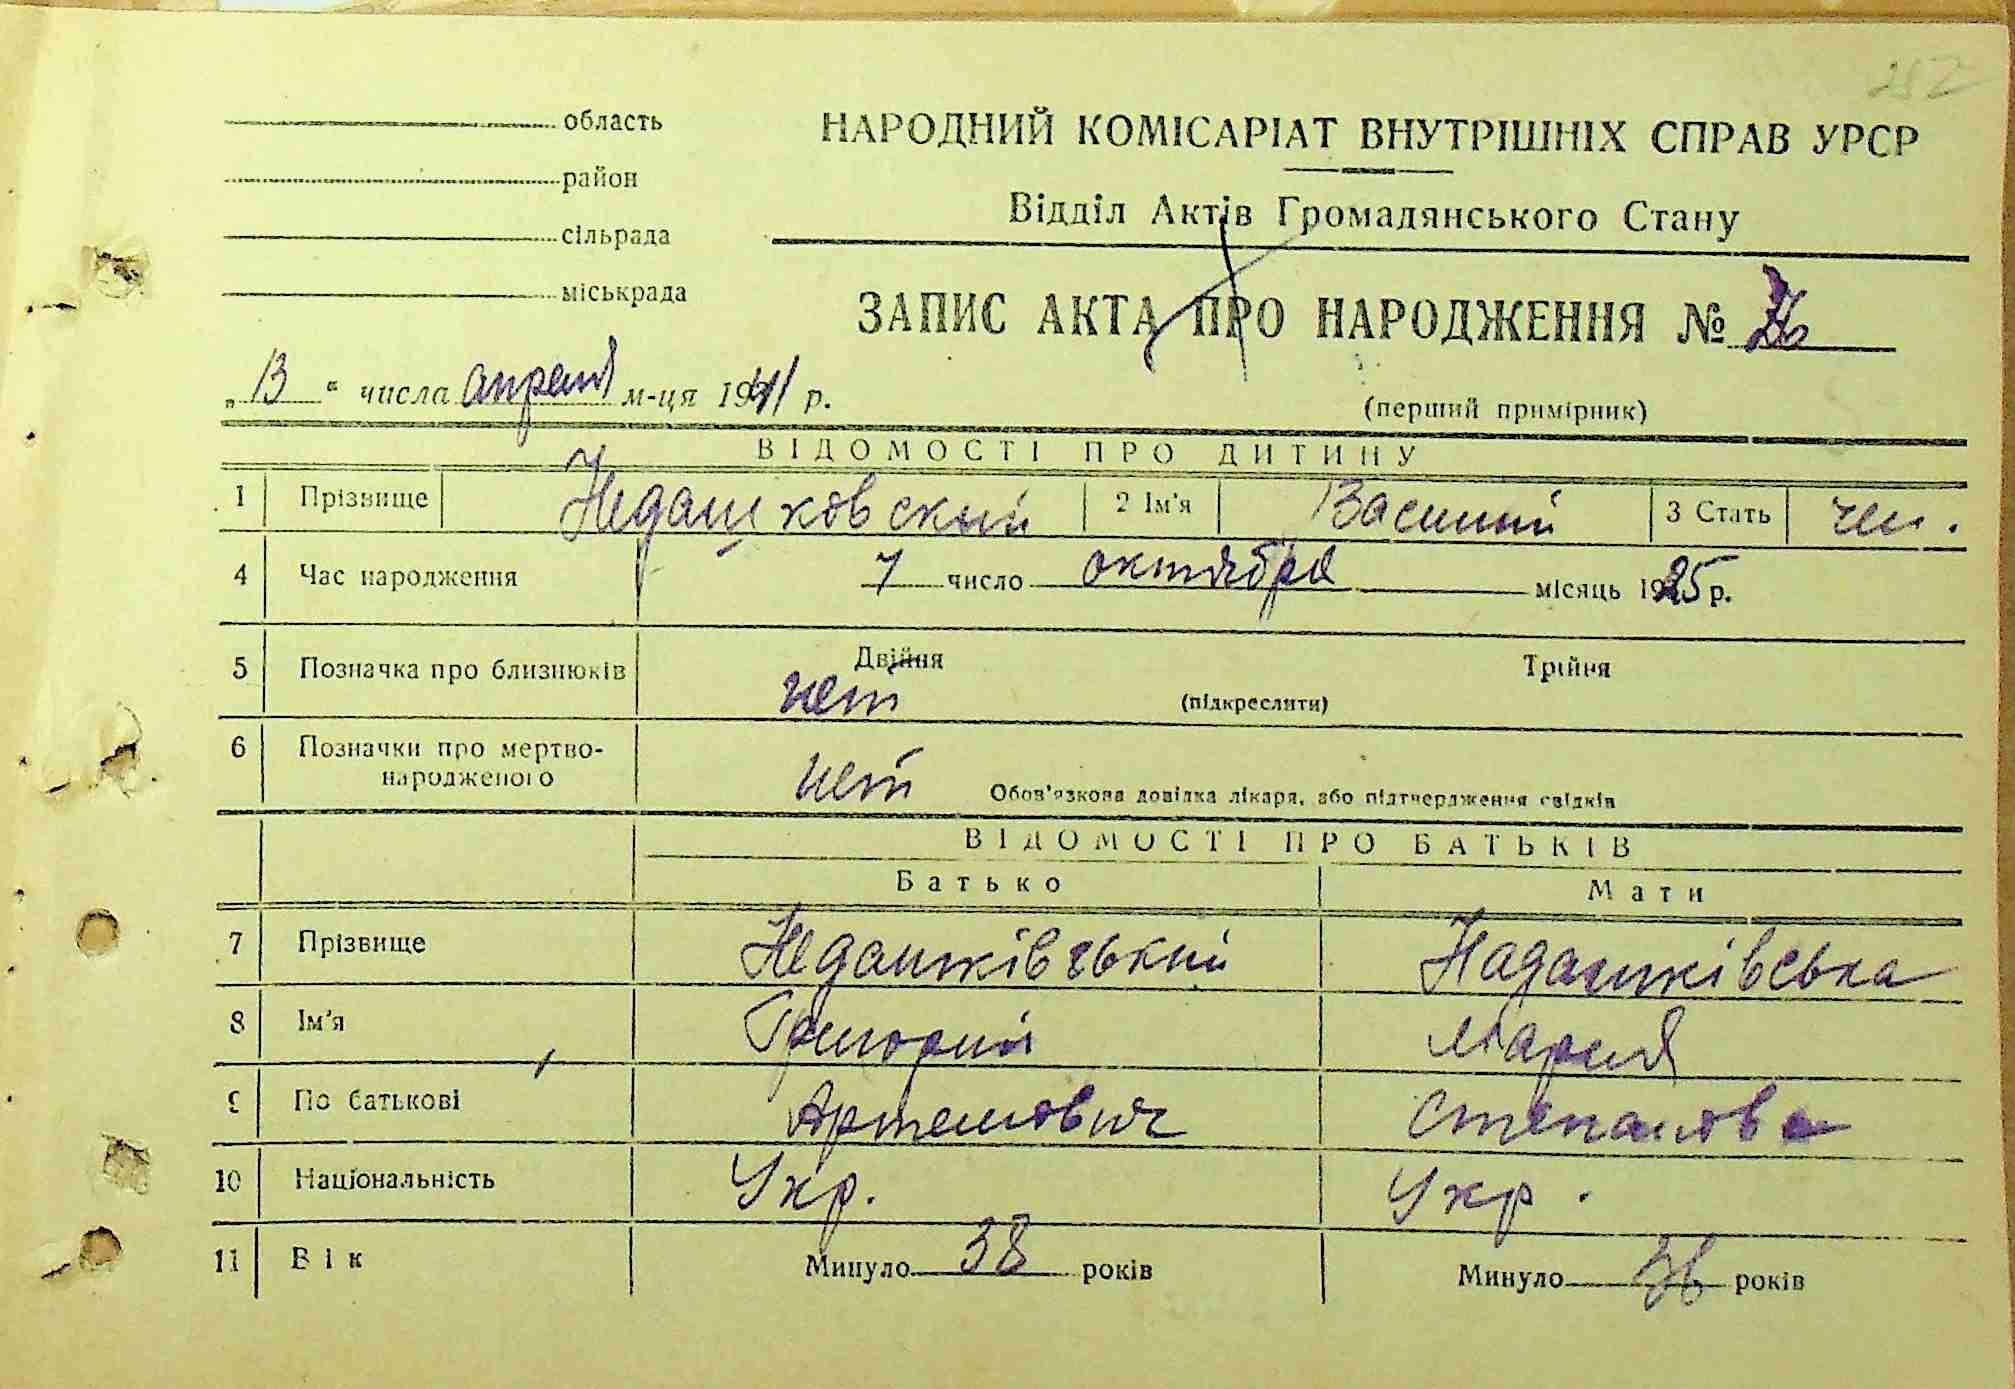 252
область
район
сільрада
міськрада
НАРОДНИЙ КОМІСАРІАТ ВНУТРІШНІХ СПРАВ УРСР
Відділ Актів Громадянського Стану
ЗАПИС АКТА ПРО НАРОДЖЕННЯ №
„13“ числа апреля м-ця 1941 р.
(перший примірник)
ВІДОМОСТІ ПРО ДИТИНУ
1 Прізвище Недашковский 2 Ім'я Василий 3 Стать чел.
4 Час народження 7 число октября місяць 1925 р.
5 Позначка про близнюків Двійня Трійня
нет (підкреслити)
6 Позначки про мертво-
народженого нет Обов'язкова довідка лікаря, або підтвердження свідків
ВІДОМОСТІ ПРО БАТЬКІВ
Батько Мати
7 Прізвище Недашківський Надашківська
8 Ім'я Григорий Мария
9 По батькові Артемович Степанова
10 Національність Укр. Укр.
11 Вік Минуло 38 років Минуло років